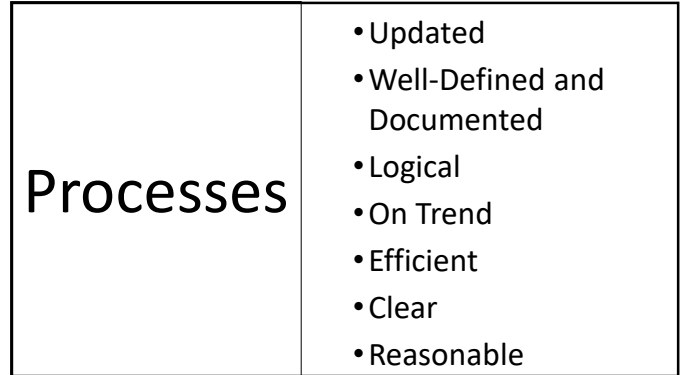 Processes
• Updated
• Well-Defined and
Documented
• Logical
• On Trend
• Efficient
• Clear
• Reasonable